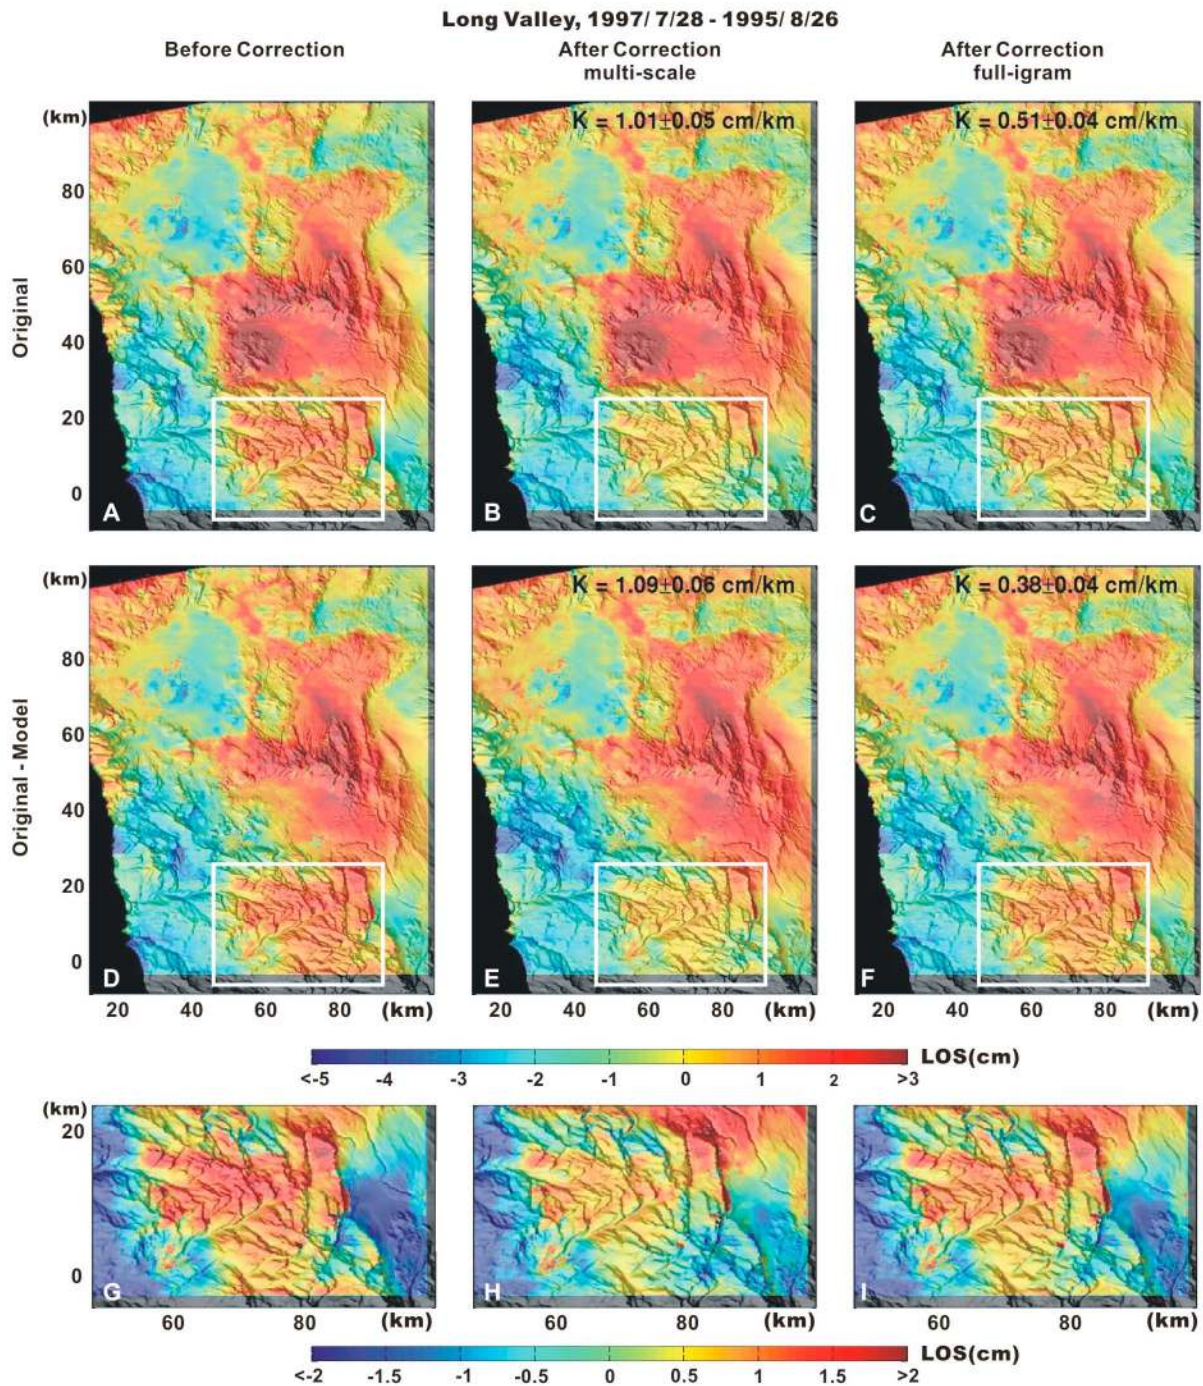 Long Valley, 1997/ 7/28 - 1995/ 8/26
Before Correction
After Correction
multi-scale
After Correction
full-igram
(km)
80
60
40
20
0
Original
A
K = 1.01±0.05 cm/km
B
K = 0.51±0.04 cm/km
C
(km)
80
60
40
20
0
Original - Model
D
K = 1.09±0.06 cm/km
E
K = 0.38±0.04 cm/km
F
20 40 60 80 (km)
20 40 60 80 (km)
20 40 60 80 (km)
LOS(cm)
<-5 -4 -3 -2 -1 0 1 2 >3
(km)
20
0
G
H
I
60 80 (km)
60 80 (km)
60 80 (km)
LOS(cm)
<-2 -1.5 -1 -0.5 0 0.5 1 1.5 >2